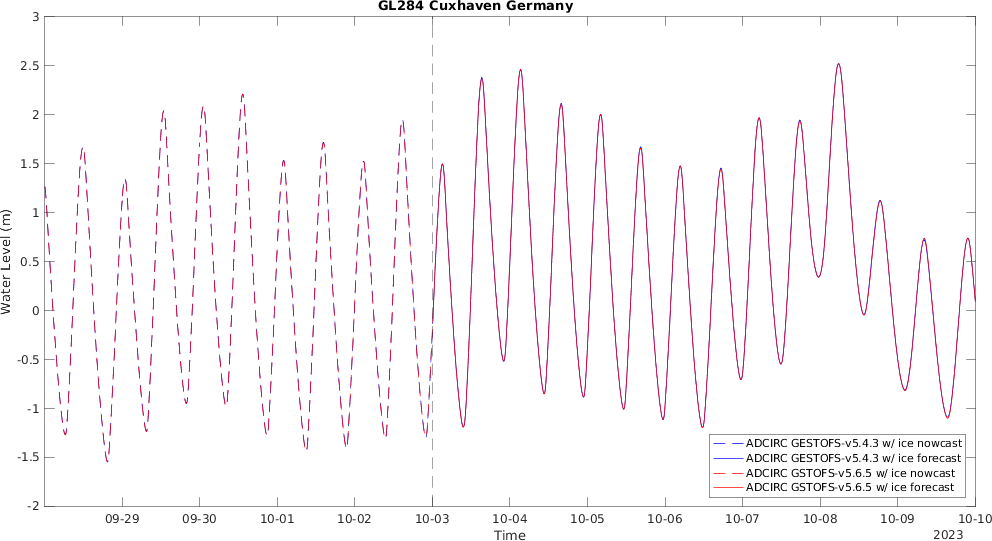 GL284 Cuxhaven Germany
3
2.5
2
1.5
1
0.5
0
-0.5
-1
-1.5
-2
Water Level (m)
ADCIRC GESTOFS-v5.4.3 w/ ice nowcast
ADCIRC GESTOFS-v5.4.3 w/ ice forecast
ADCIRC GSTOFS-v5.6.5 w/ ice nowcast
ADCIRC GSTOFS-v5.6.5 w/ ice forecast
09-29 09-30 10-01 10-02 10-03 10-04 10-05 10-06 10-07 10-08 10-09 10-10
Time
2023